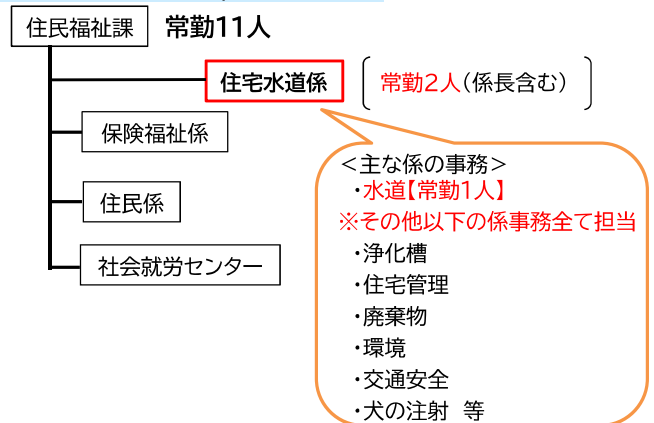 住民福祉課 常勤11人
住宅水道係 常勤2人(係長含む)
保険福祉係
住民係
社会就労センター
<主な係の事務>
・水道【常勤1人】
※その他以下の係事務全て担当
・浄化槽
・住宅管理
・廃棄物
・環境
・交通安全
・犬の注射 等